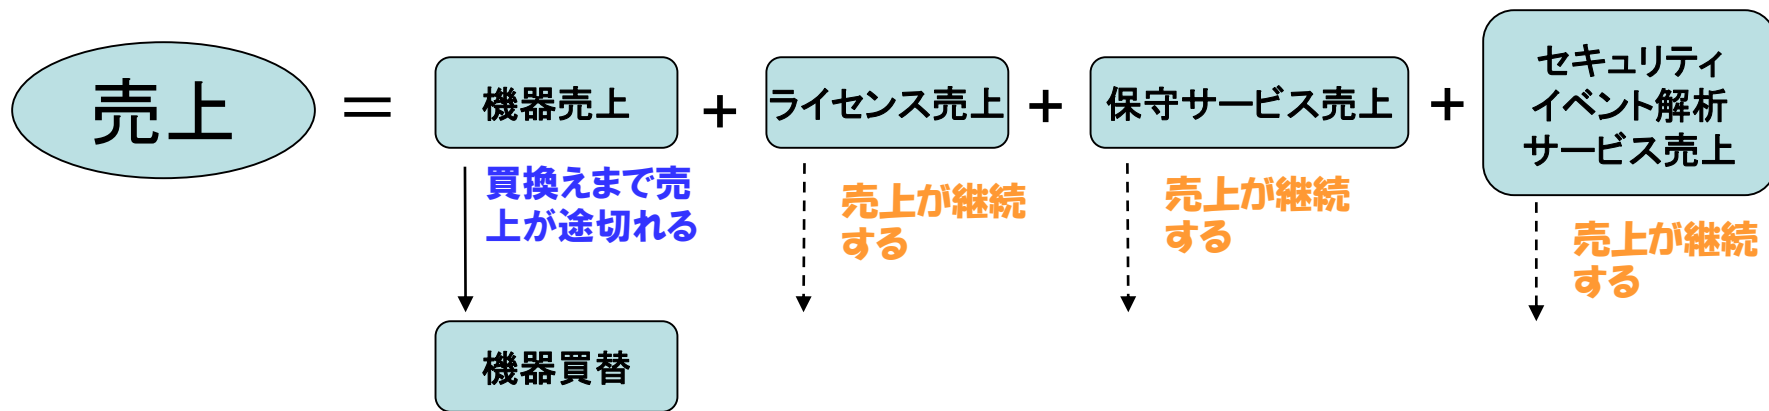 売上
＝
機器売上
+
ライセンス売上
+
保守サービス売上
+
セキュリティ
イベント解析
サービス売上
買換えまで売
上が途切れる
売上が継続
する
売上が継続
する
売上が継続
する
機器買替